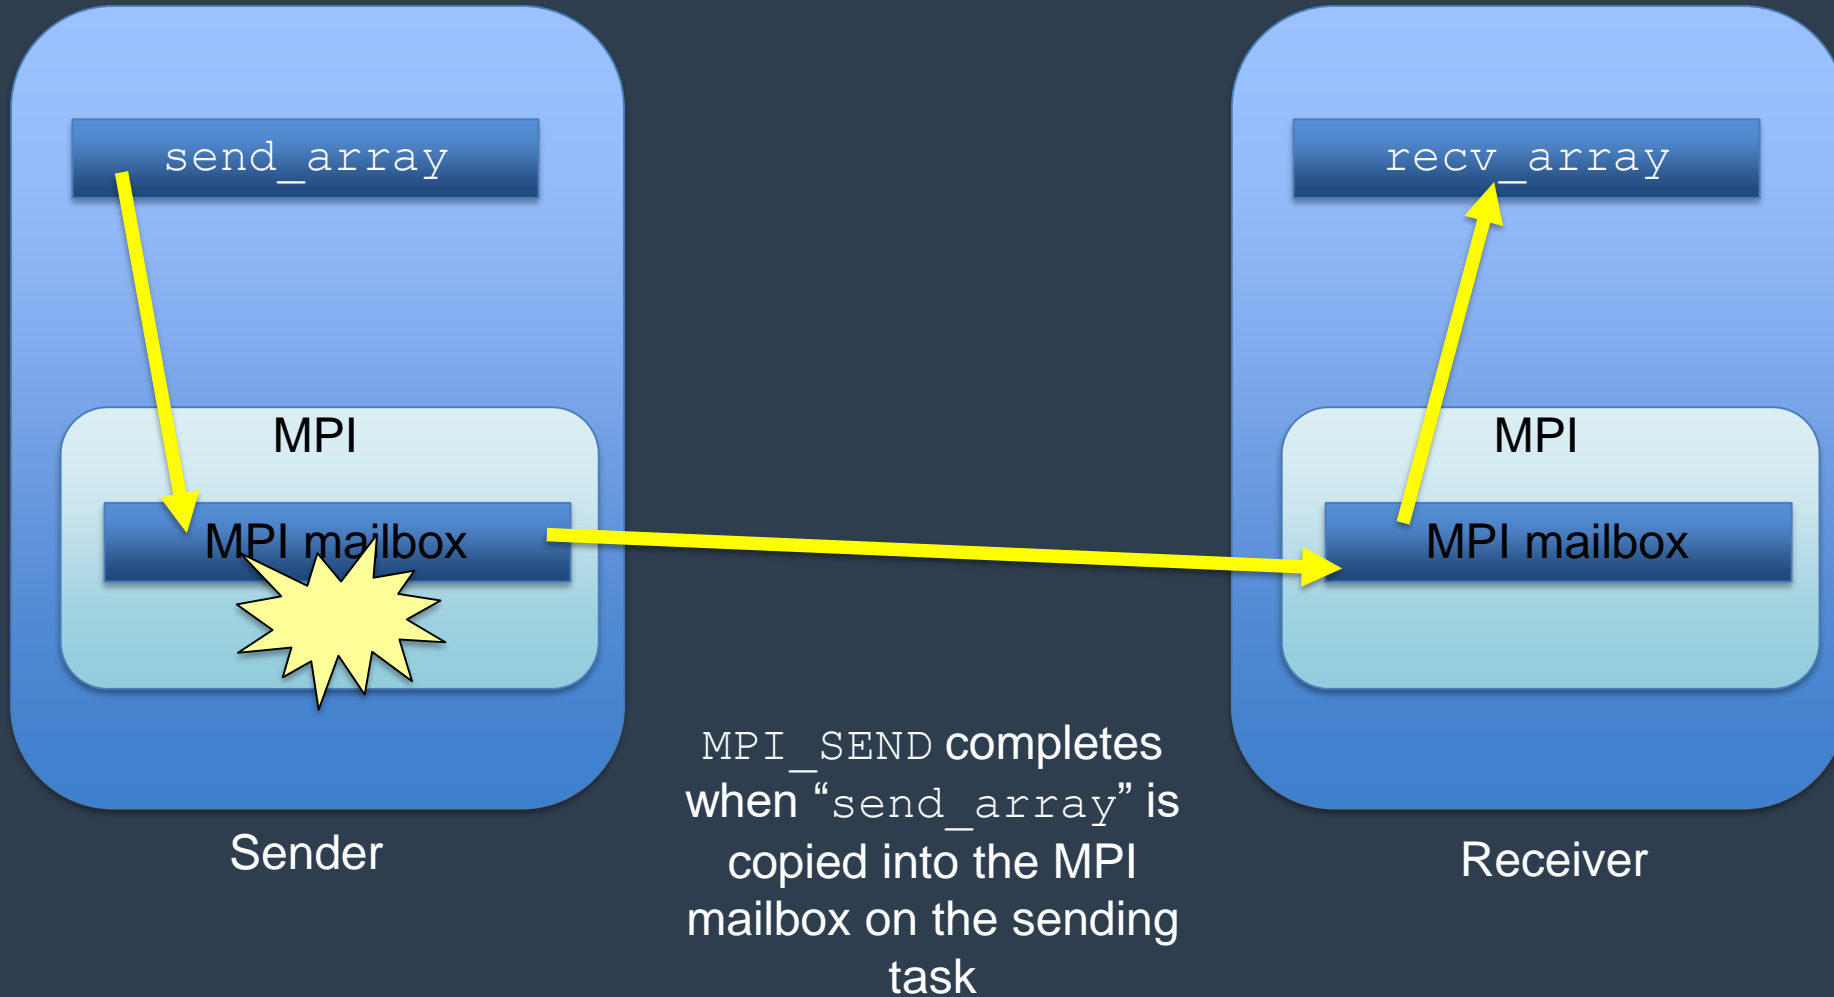 send_array
MPI
MPI mailbox
Sender
MPI_SEND completes
when “send_array” is
copied into the MPI
mailbox on the sending
task
recv_array
MPI
MPI mailbox
Receiver